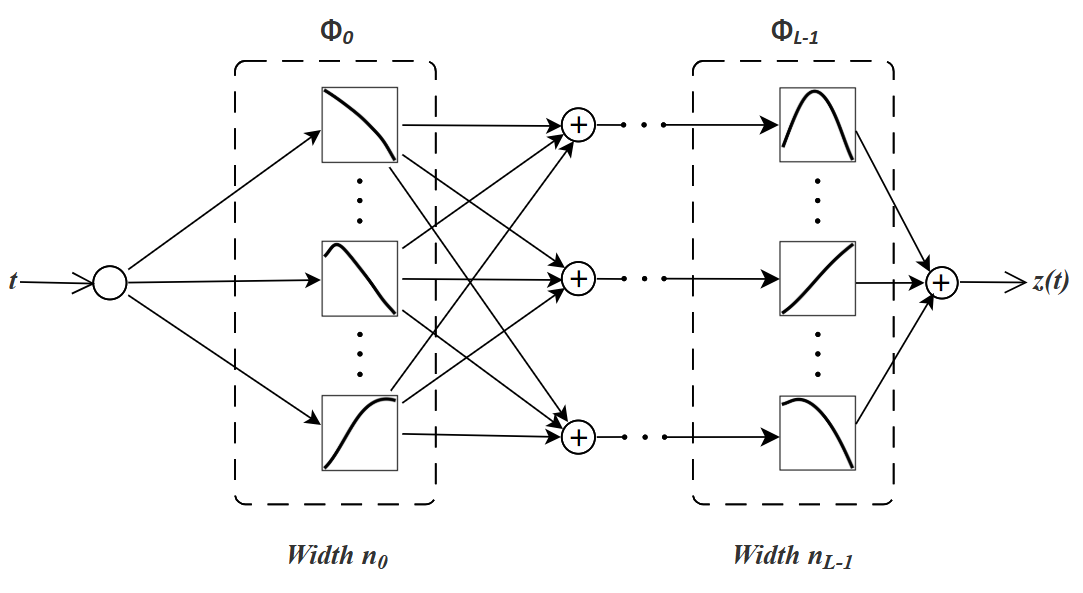 Φ0
ΦL-1
t
+
+
+
+
z(t)
Width n0
Width nL-1